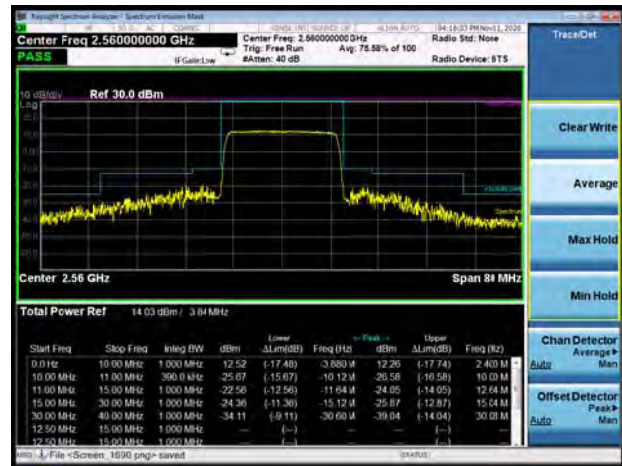 Keysight Spectrum Analyzer - Spectrum Emission Mask
04:16:33 PM Nov 11, 2020
Center Freq 2.560000000 GHz
PASS
IFGain:Low
Center Freq: 2.560000000 GHz
Trig: Free Run
Avg: 75.58% of 100
#Atten: 40 dB
Radio Std: None
Radio Device: BTS
Trace/Det
10 dB/div
Ref 30.0 dBm
Log
Center 2.56 GHz
Span 80 MHz
Clear Write
Average
Max Hold
Min Hold
Chan Detector
Average
Auto Man
Offset Detector
Peak
Auto Man
Total Power Ref 14.03 dBm / 3.84 MHz
Lower <- Peak -> Upper
Start Freq Stop Freq Integ BW dBm ΔLim(dB) Freq (Hz) dBm ΔLim(dB) Freq (Hz)
0.0 Hz 10.00 MHz 1.000 MHz 12.52 (-17.48) -3.880 M 12.26 (-17.74) 2.400 M
10.00 MHz 11.00 MHz 390.0 kHz -25.67 (-15.67) -10.12 M -26.58 (-16.58) 10.00 M
11.00 MHz 15.00 MHz 1.000 MHz -22.56 (-12.56) -11.64 M -24.05 (-14.05) 12.64 M
15.00 MHz 30.00 MHz 1.000 MHz -24.36 (-11.36) -15.12 M -25.87 (-12.87) 15.04 M
30.00 MHz 40.00 MHz 1.000 MHz -34.11 (-9.11) -30.60 M -39.04 (-14.04) 30.00 M
12.50 MHz 15.00 MHz 1.000 MHz --- (---) --- --- (---) ---
12.50 MHz 15.00 MHz 1.000 MHz --- (---) --- --- (---) ---
MSG File <Screen_1690.png> saved
STATUS